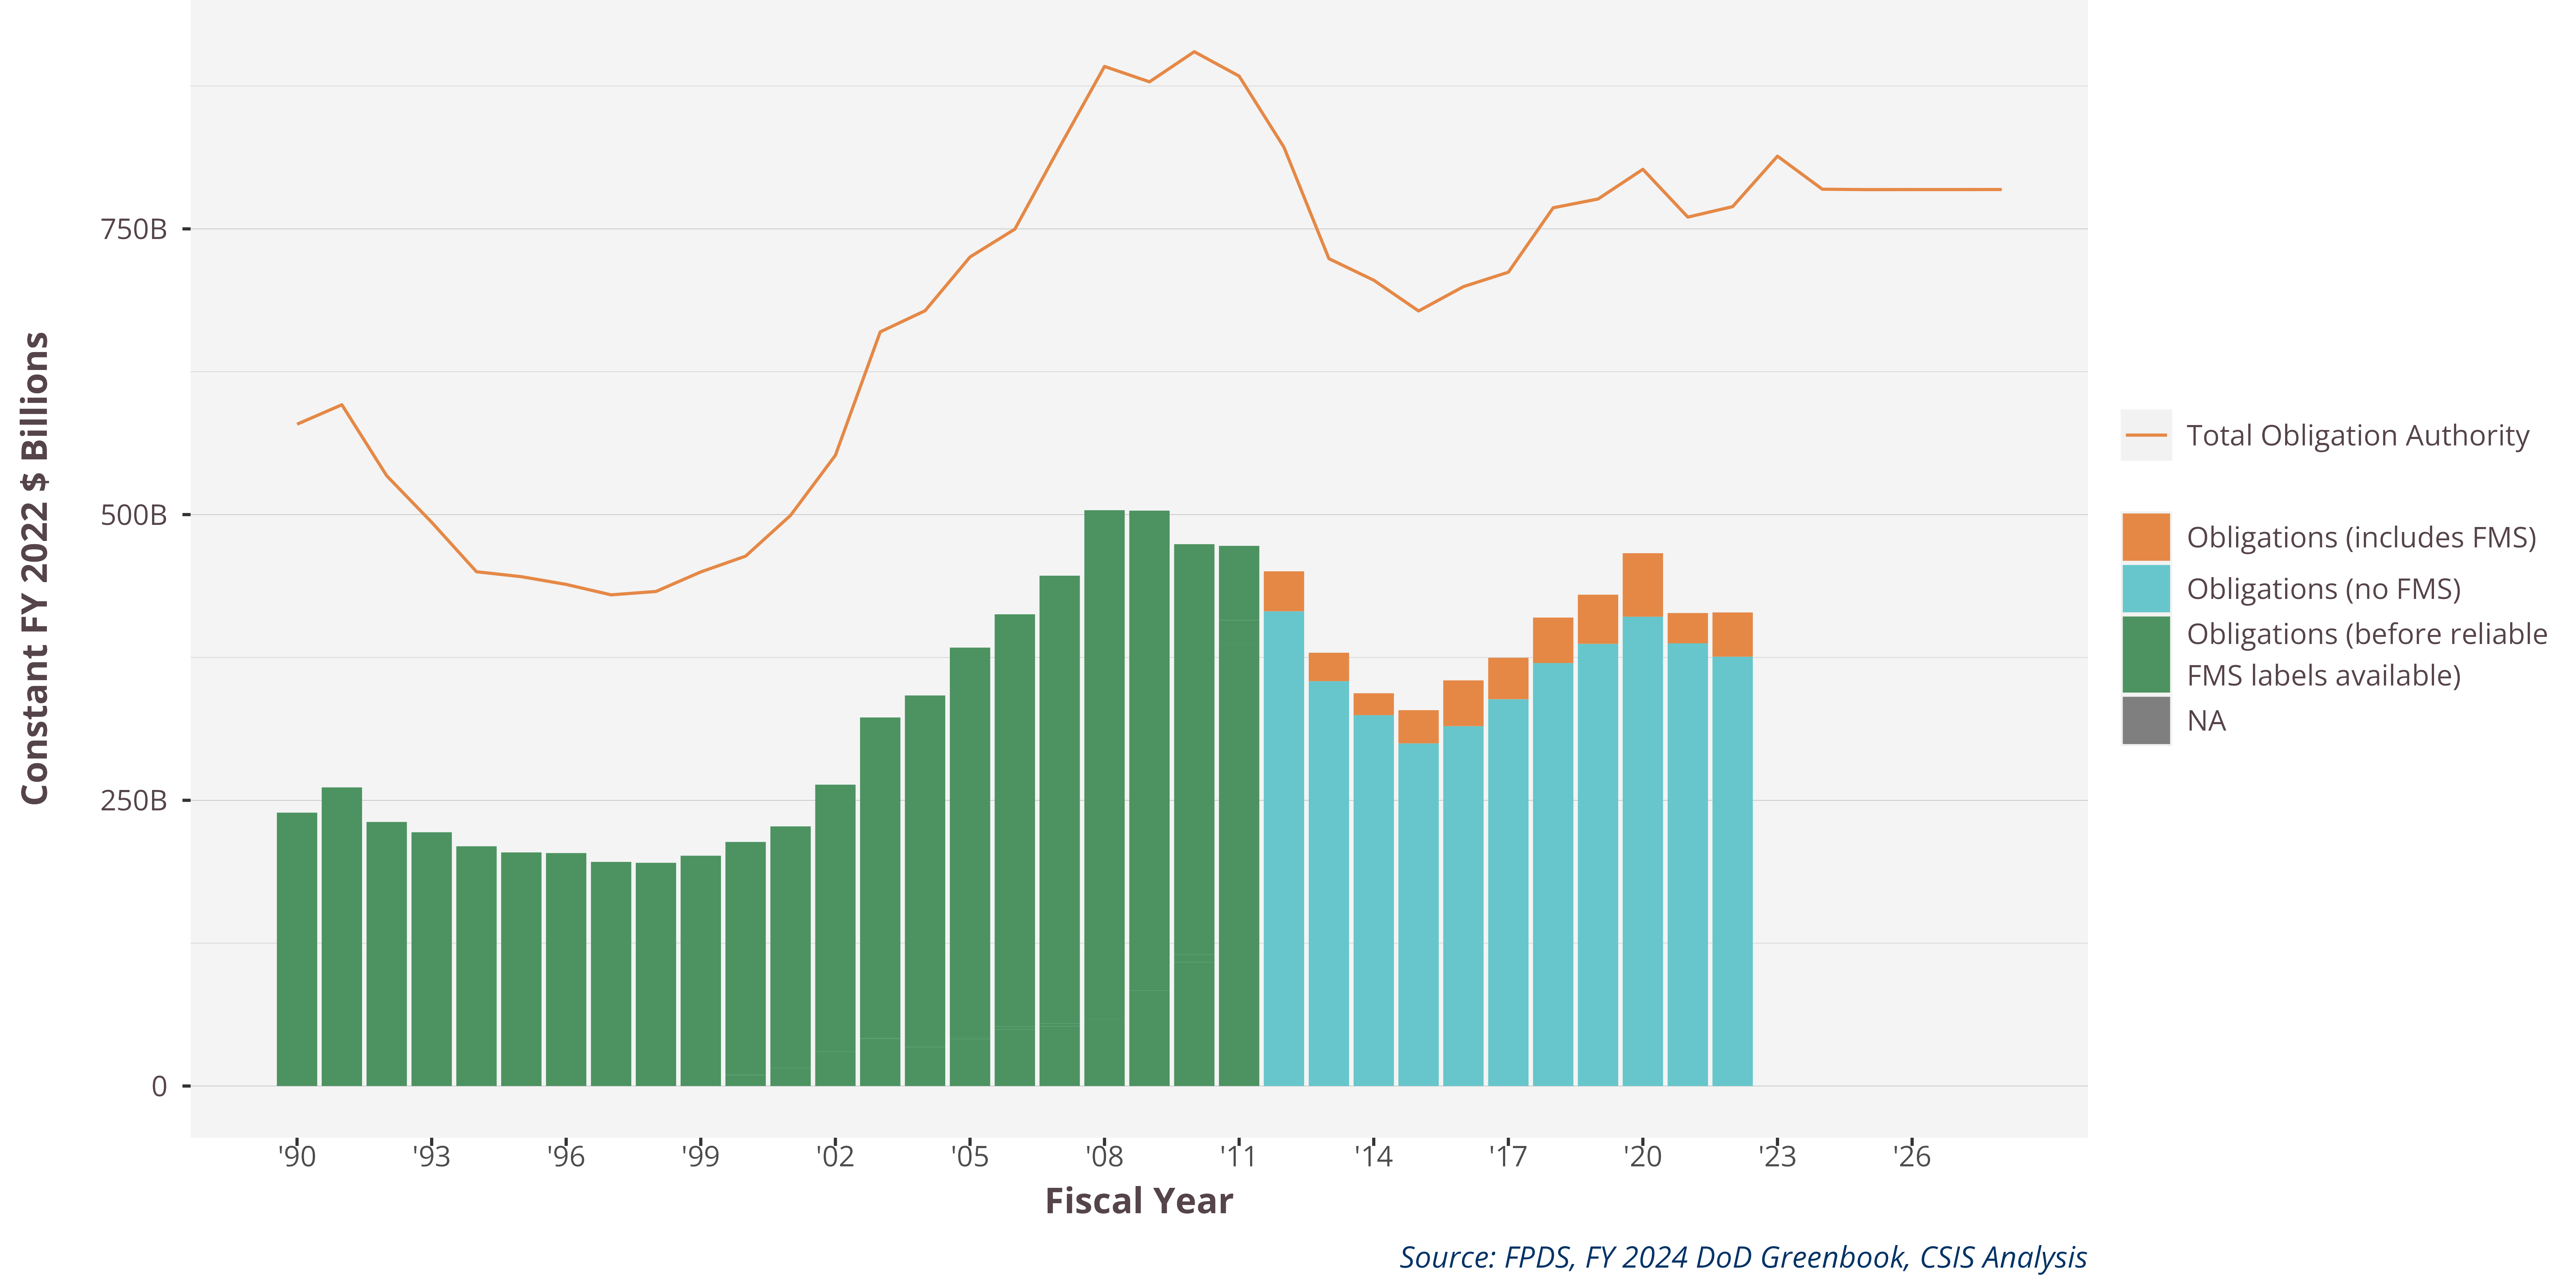 Constant FY 2022 $ Billions
750B
500B
250B
0
'90
'93
'96
'99
'02
'05
'08
'11
'14
'17
'20
'23
'26
Fiscal Year
Total Obligation Authority
Obligations (includes FMS)
Obligations (no FMS)
Obligations (before reliable
FMS labels available)
NA
Source: FPDS, FY 2024 DoD Greenbook, CSIS Analysis